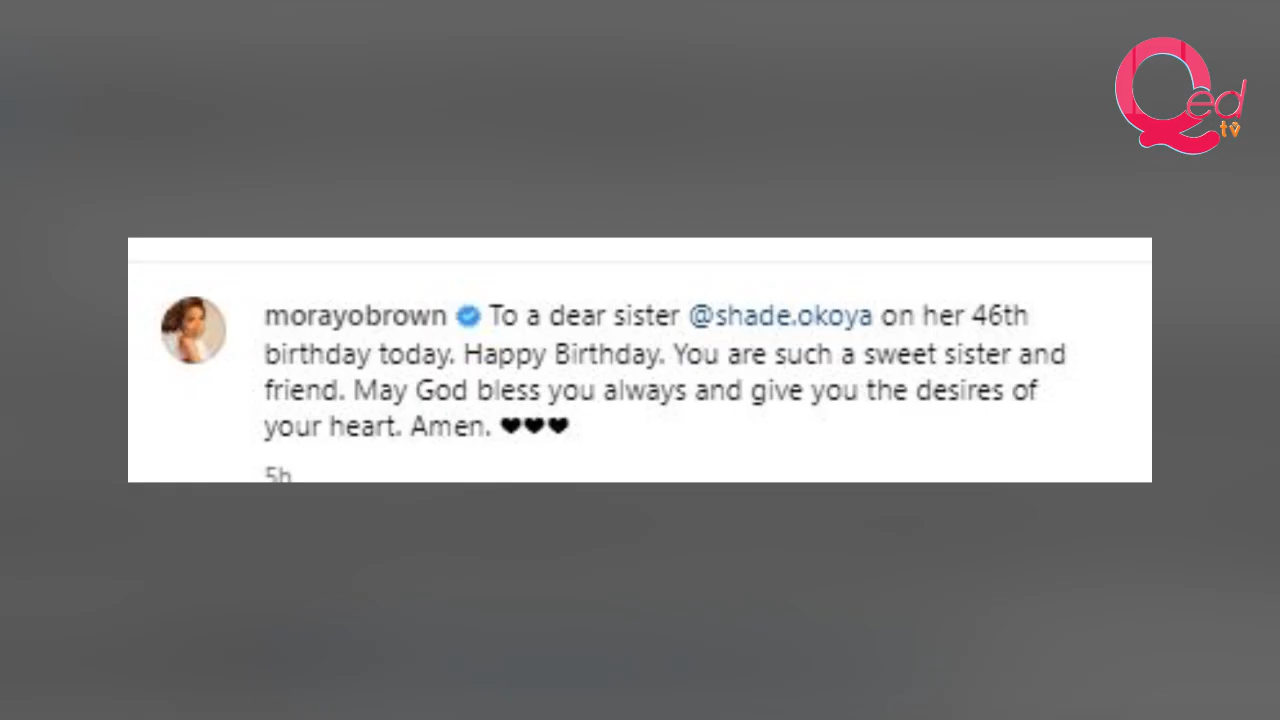 Qed
tv
morayobrown To a dear sister @shade.okoya on her 46th
birthday today. Happy Birthday. You are such a sweet sister and
friend. May God bless you always and give you the desires of
your heart. Amen. 🖤🖤🖤
5h